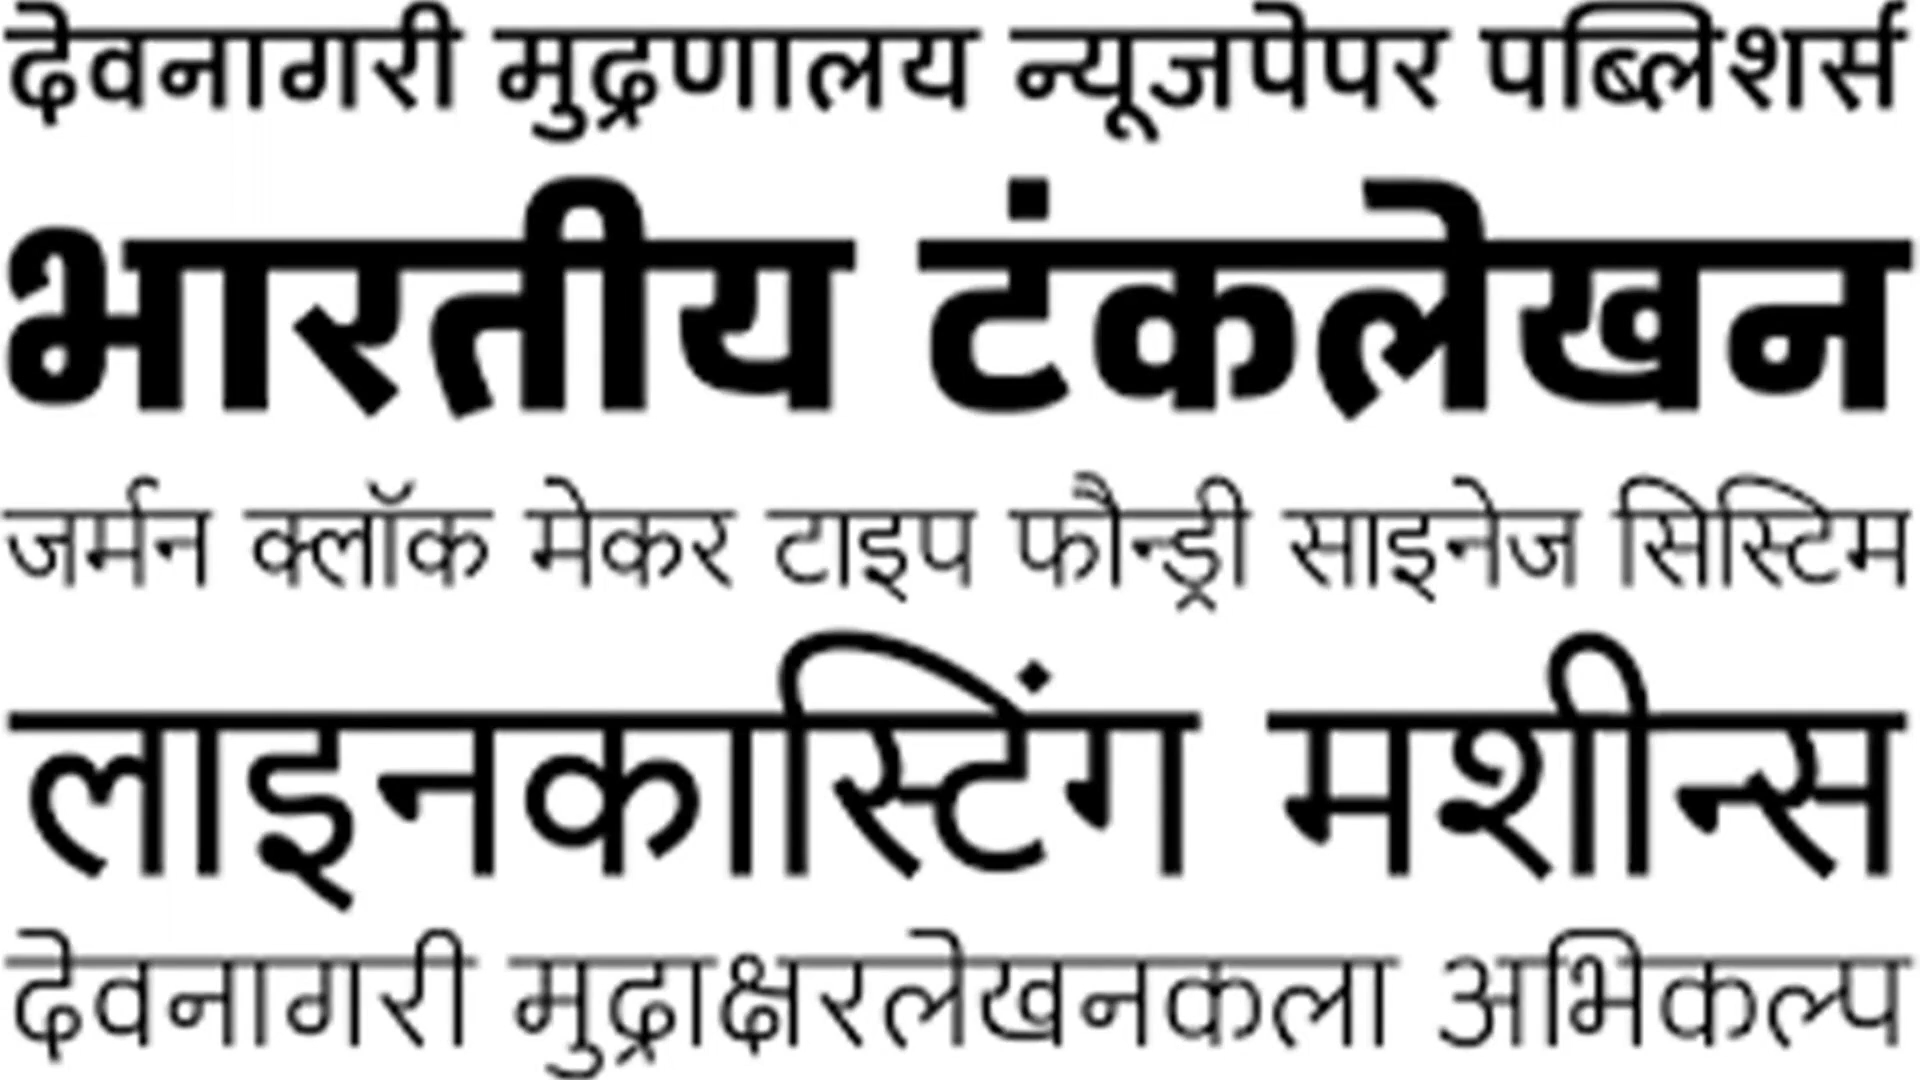 देवनागरी मुद्रणालय न्यूजपेपर पब्लिशर्स
भारतीय टंकलेखन
जर्मन क्लॉक मेकर टाइप फौन्ड्री साइनेज सिस्टिम
लाइनकास्टिंग मशीन्स
देवनागरी मुद्राक्षरलेखनकला अभिकल्प